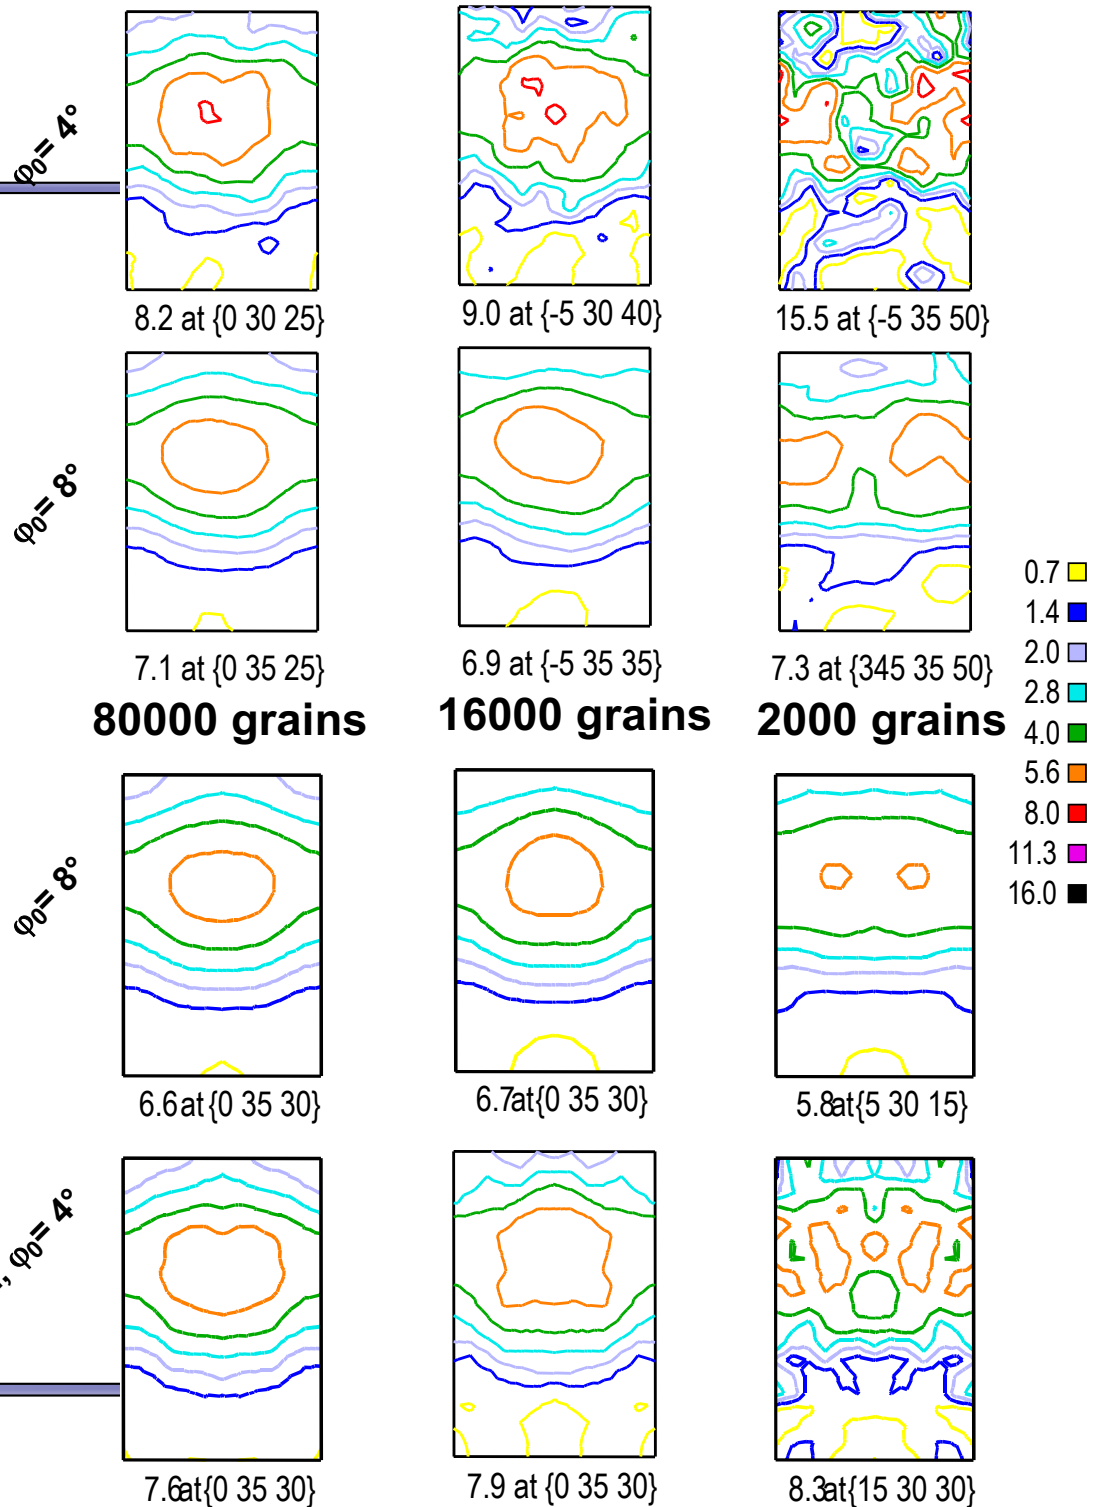 φ0= 4°
8.2 at {0 30 25}
9.0 at {-5 30 40}
15.5 at {-5 35 50}
φ0= 8°
7.1 at {0 35 25}
6.9 at {-5 35 35}
7.3 at {345 35 50}
0.7
1.4
2.0
2.8
4.0
5.6
8.0
11.3
16.0
80000 grains
16000 grains
2000 grains
φ0= 8°
6.6at{0 35 30}
6.7at{0 35 30}
5.8at{5 30 15}
, φ0= 4°
7.6at{0 35 30}
7.9 at {0 35 30}
8.3at{15 30 30}